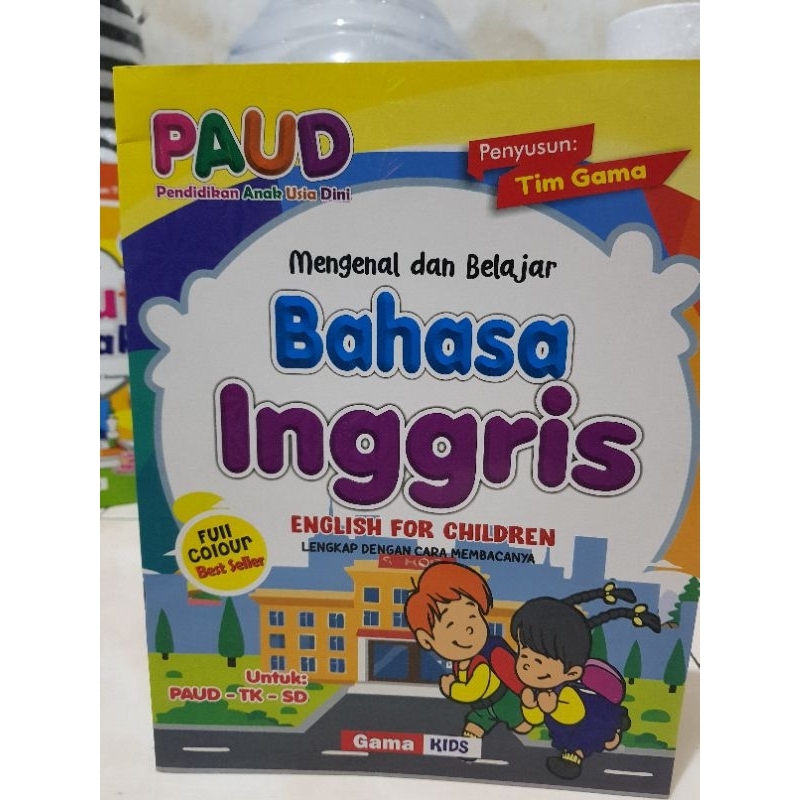 PAUD
Pendidikan Anak Usia Dini
Penyusun:
Tim Gama
Mengenal dan Belajar
Bahasa
Inggris
ENGLISH FOR CHILDREN
LENGKAP DENGAN CARA MEMBACANYA
Full
Colour
Best Seller
Untuk:
PAUD - TK - SD
Gama KIDS